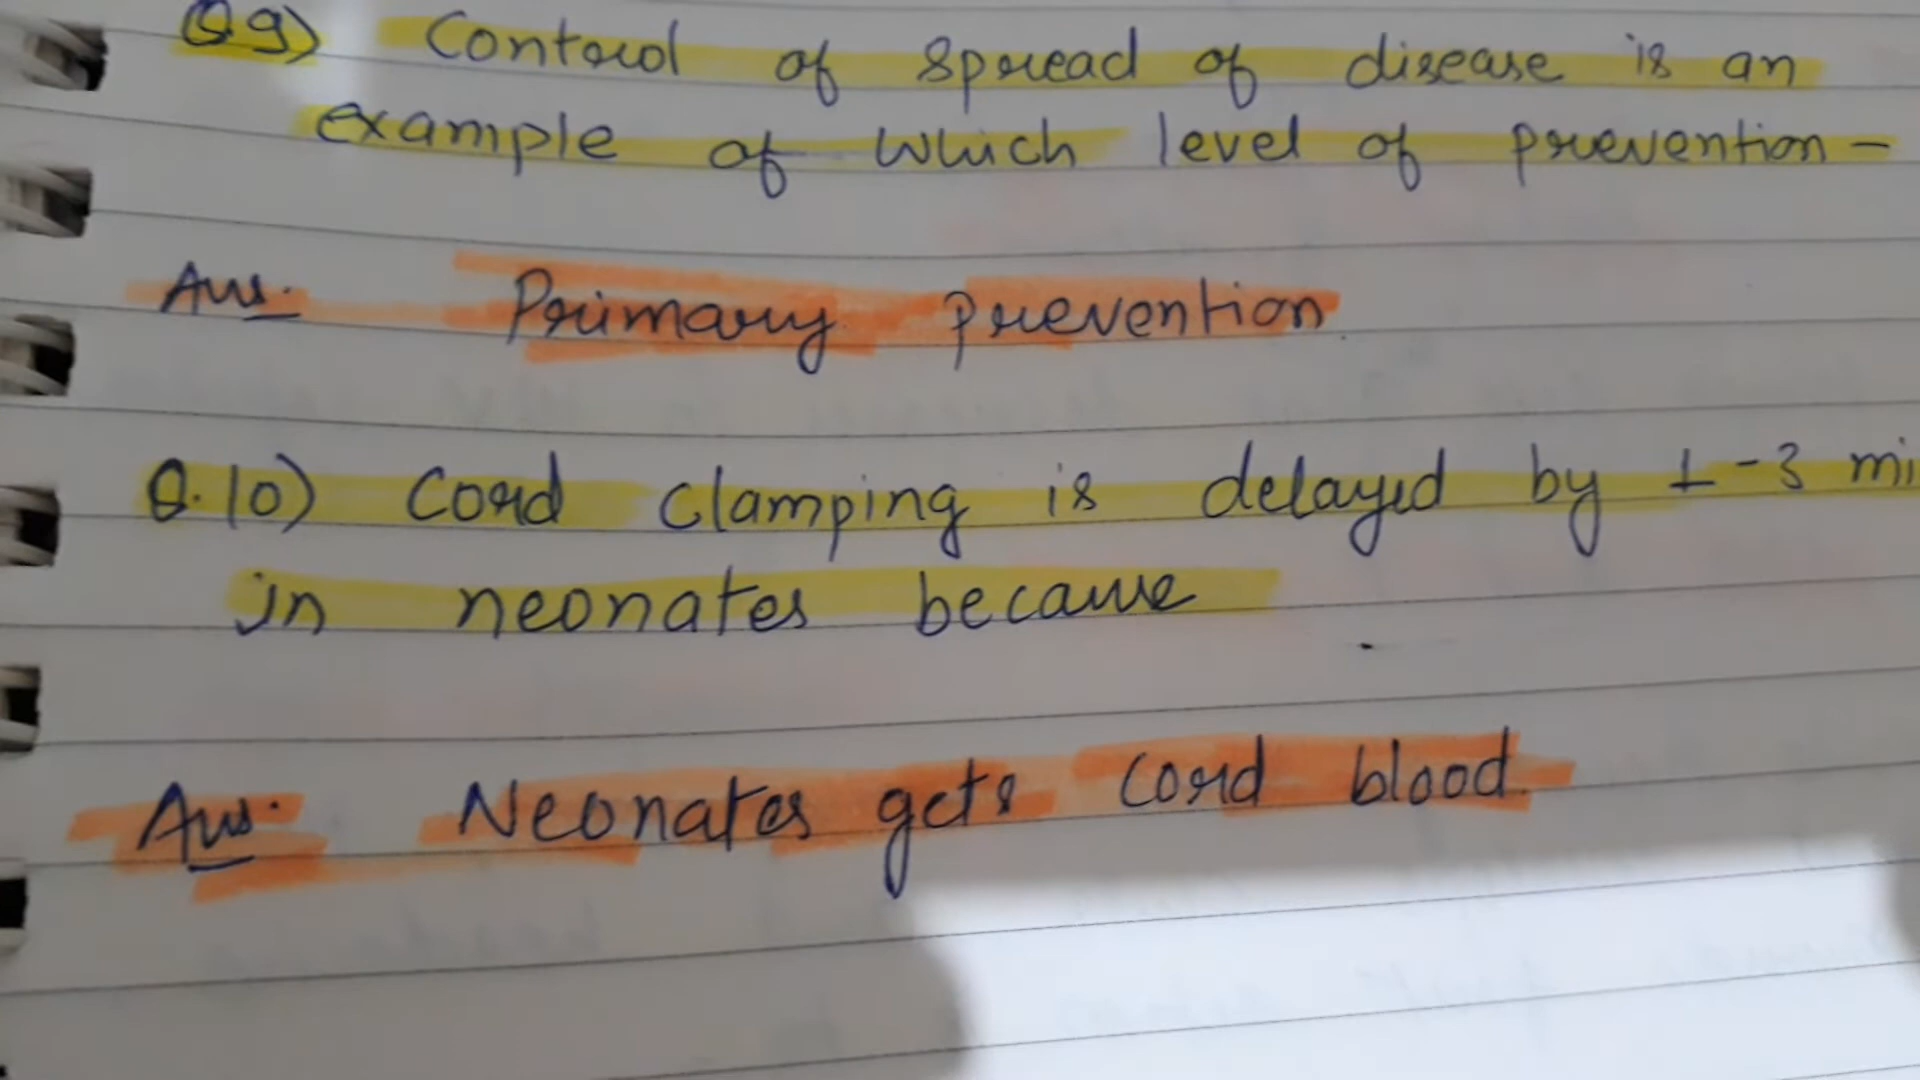 Q9) Control of spread of disease is an
example of which level of prevention -
Ans. Primary prevention.
Q.10) Cord clamping is delayed by 1-3 mi
in neonates because
Ans. Neonates gets cord blood.